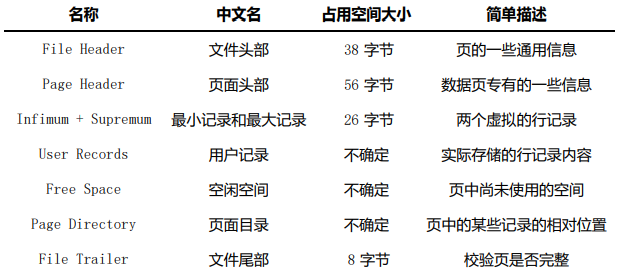 名称 中文名 占用空间大小 简单描述
File Header 文件头部 38 字节 页的一些通用信息
Page Header 页面头部 56 字节 数据页专有的一些信息
Infimum + Supremum 最小记录和最大记录 26 字节 两个虚拟的行记录
User Records 用户记录 不确定 实际存储的行记录内容
Free Space 空闲空间 不确定 页中尚未使用的空间
Page Directory 页面目录 不确定 页中的某些记录的相对位置
File Trailer 文件尾部 8 字节 校验页是否完整